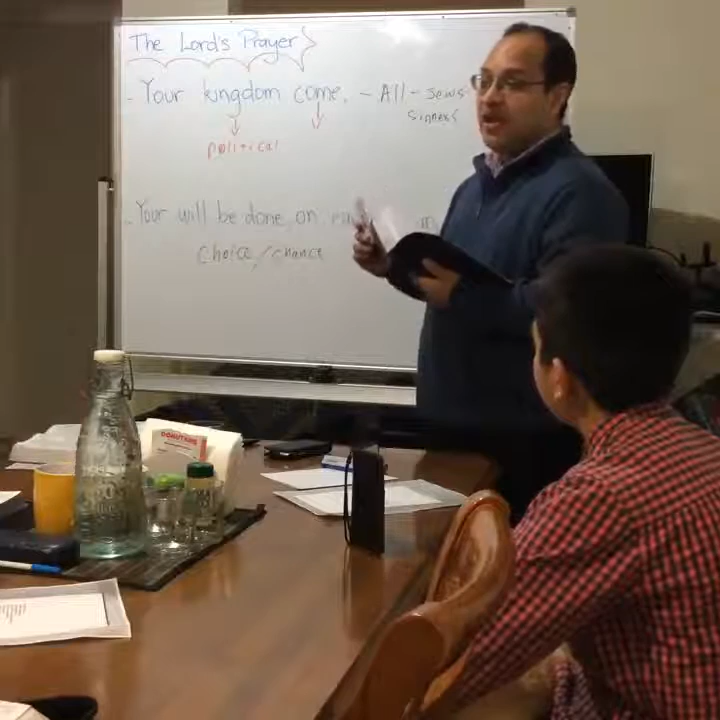 The Lord's Prayer
- Your kingdom come. - All - Jews
sinners
political
- Your will be done, on
choice/chance